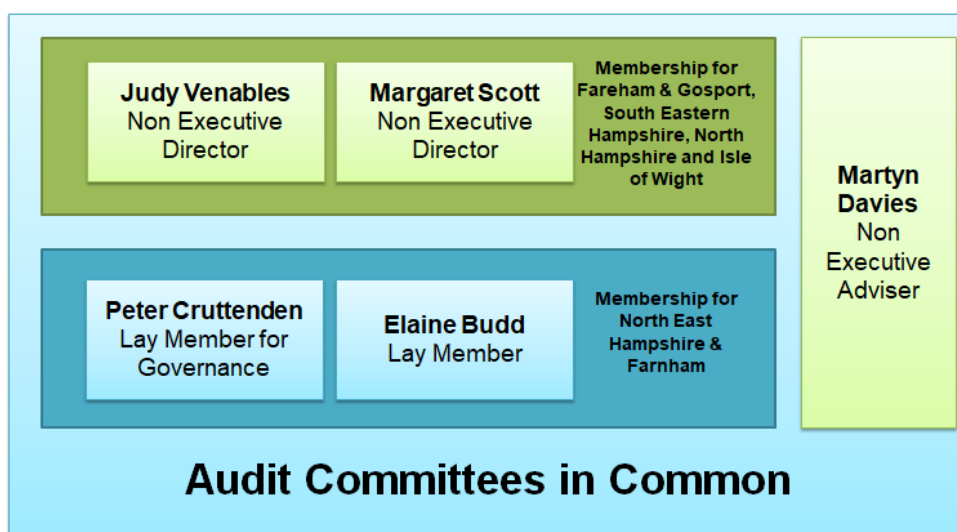 Judy Venables
Non Executive
Director
Margaret Scott
Non Executive
Director
Membership for
Fareham & Gosport,
South Eastern
Hampshire, North
Hampshire and Isle
of Wight
Peter Cruttenden
Lay Member for
Governance
Elaine Budd
Lay Member
Membership for
North East
Hampshire &
Farnham
Martyn
Davies
Non
Executive
Adviser
Audit Committees in Common